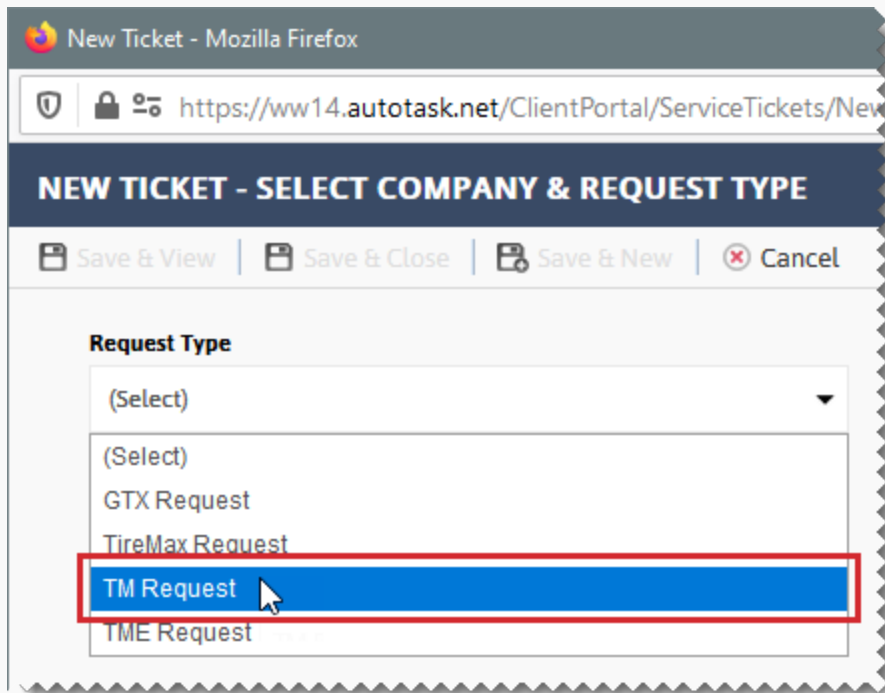 New Ticket - Mozilla Firefox
https://ww14.autotask.net/ClientPortal/ServiceTickets/New
NEW TICKET - SELECT COMPANY & REQUEST TYPE
Save & View Save & Close Save & New Cancel
Request Type
(Select)
(Select)
GTX Request
TireMax Request
TM Request
TME Request